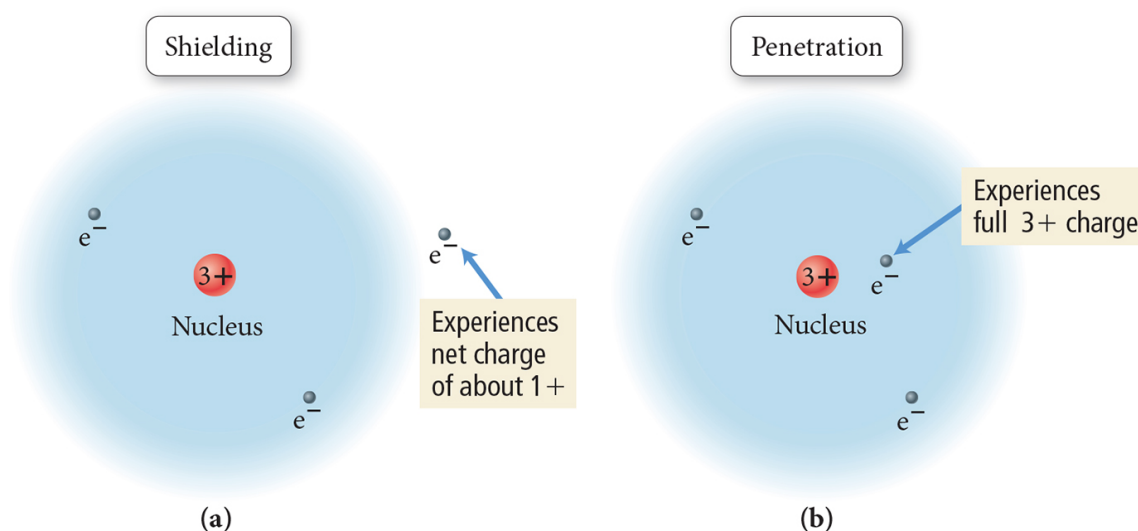 Shielding
e−
3+
Nucleus
e−
e−
Experiences
net charge
of about 1+
(a)
Penetration
e−
3+
Nucleus
e−
e−
Experiences
full 3+ charge
(b)